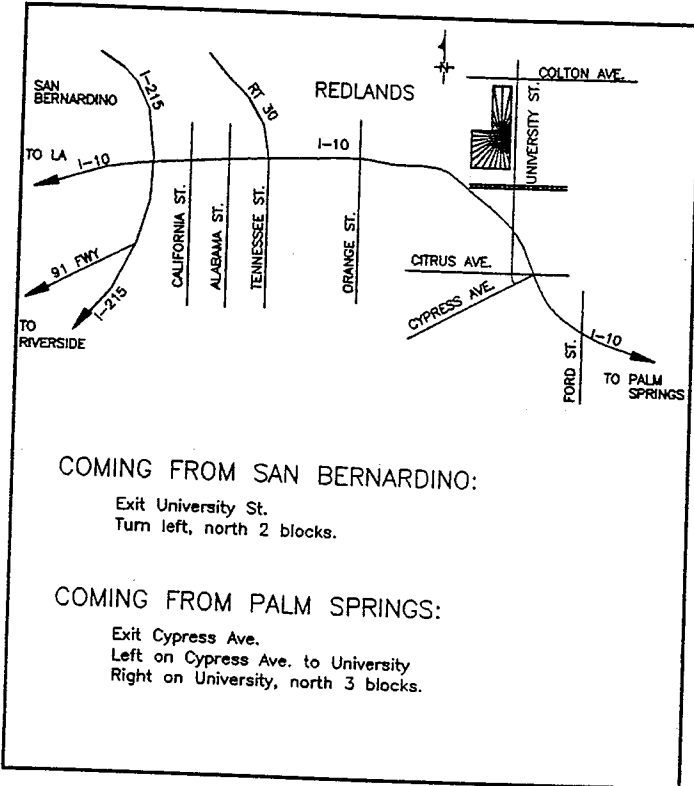 SAN
BERNARDINO
I-215
RT 30
REDLANDS
N
COLTON AVE.
UNIVERSITY ST.
TO LA
I-10
I-10
CALIFORNIA ST.
ALABAMA ST.
TENNESSEE ST.
ORANGE ST.
91 FWY
I-215
TO
RIVERSIDE
CITRUS AVE.
CYPRESS AVE.
FORD ST.
I-10
TO PALM
SPRINGS
COMING FROM SAN BERNARDINO:
Exit University St.
Turn left, north 2 blocks.
COMING FROM PALM SPRINGS:
Exit Cypress Ave.
Left on Cypress Ave. to University
Right on University, north 3 blocks.